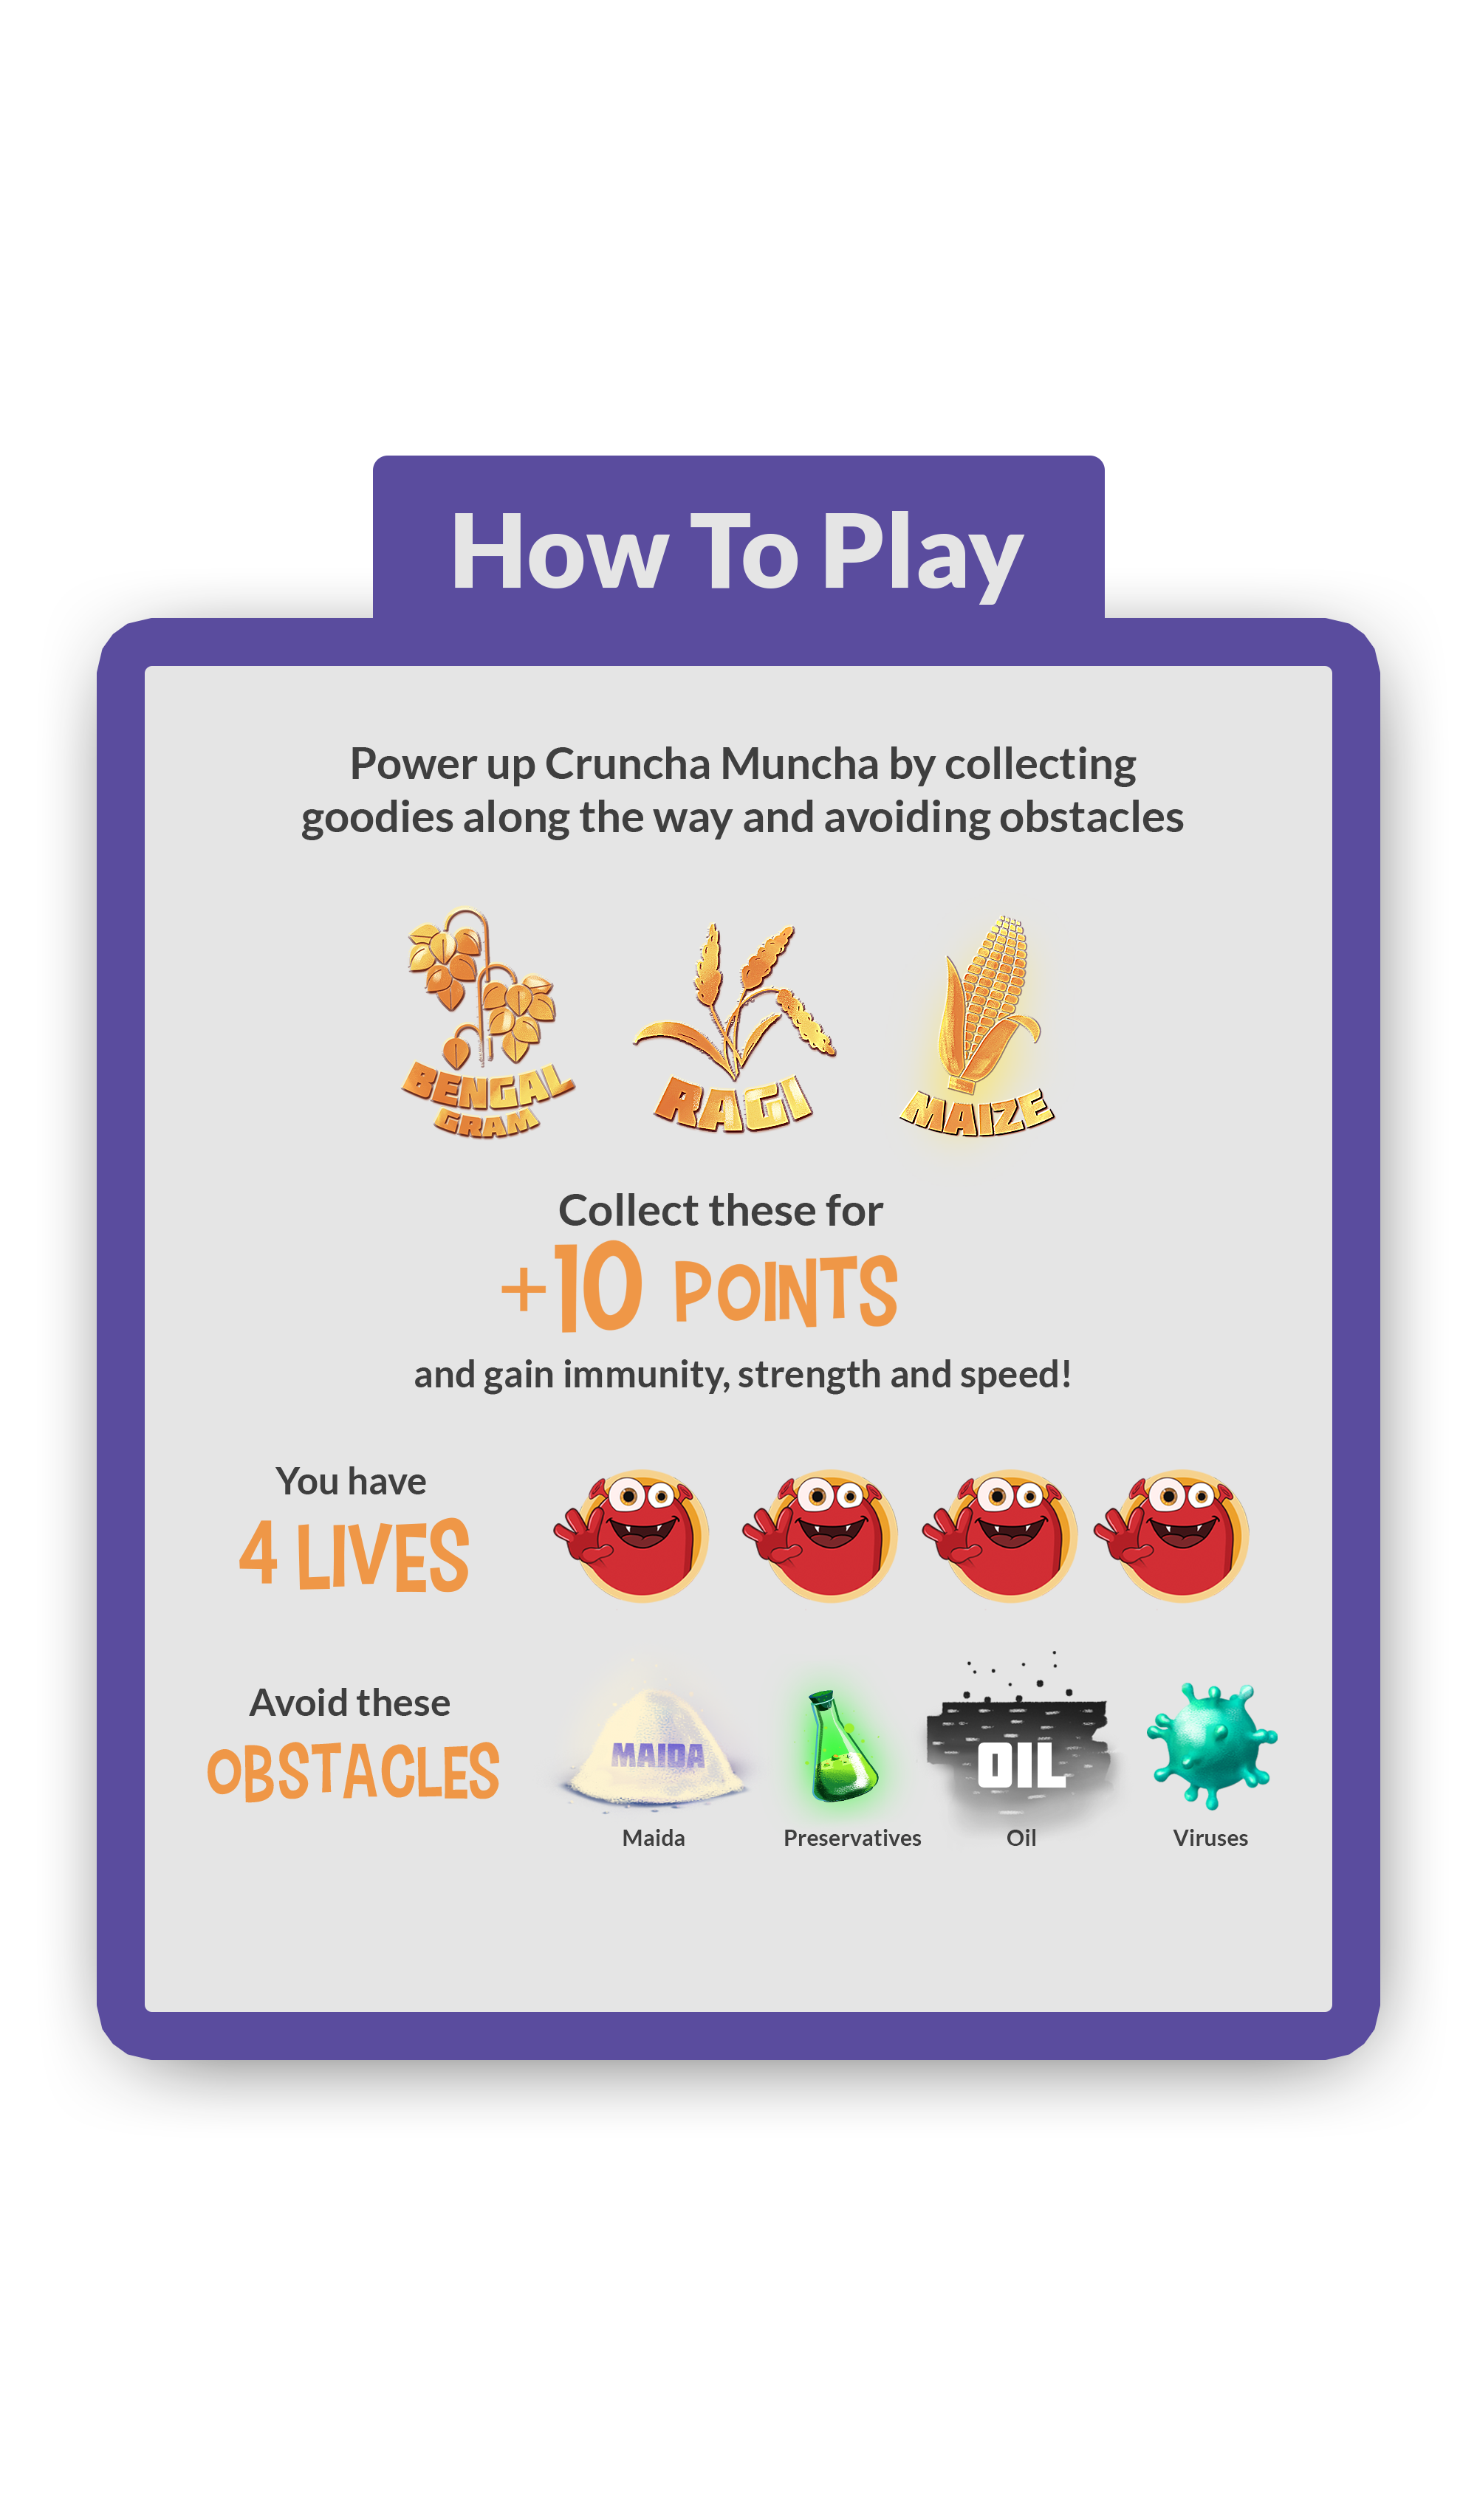 How To Play
Power up Cruncha Muncha by collecting
goodies along the way and avoiding obstacles
BENGAL
GRAM
RAGI
MAIZE
Collect these for
+10 POINTS
and gain immunity, strength and speed!
You have
4 LIVES
Avoid these
OBSTACLES
MAIDA
OIL
Maida
Preservatives
Oil
Viruses